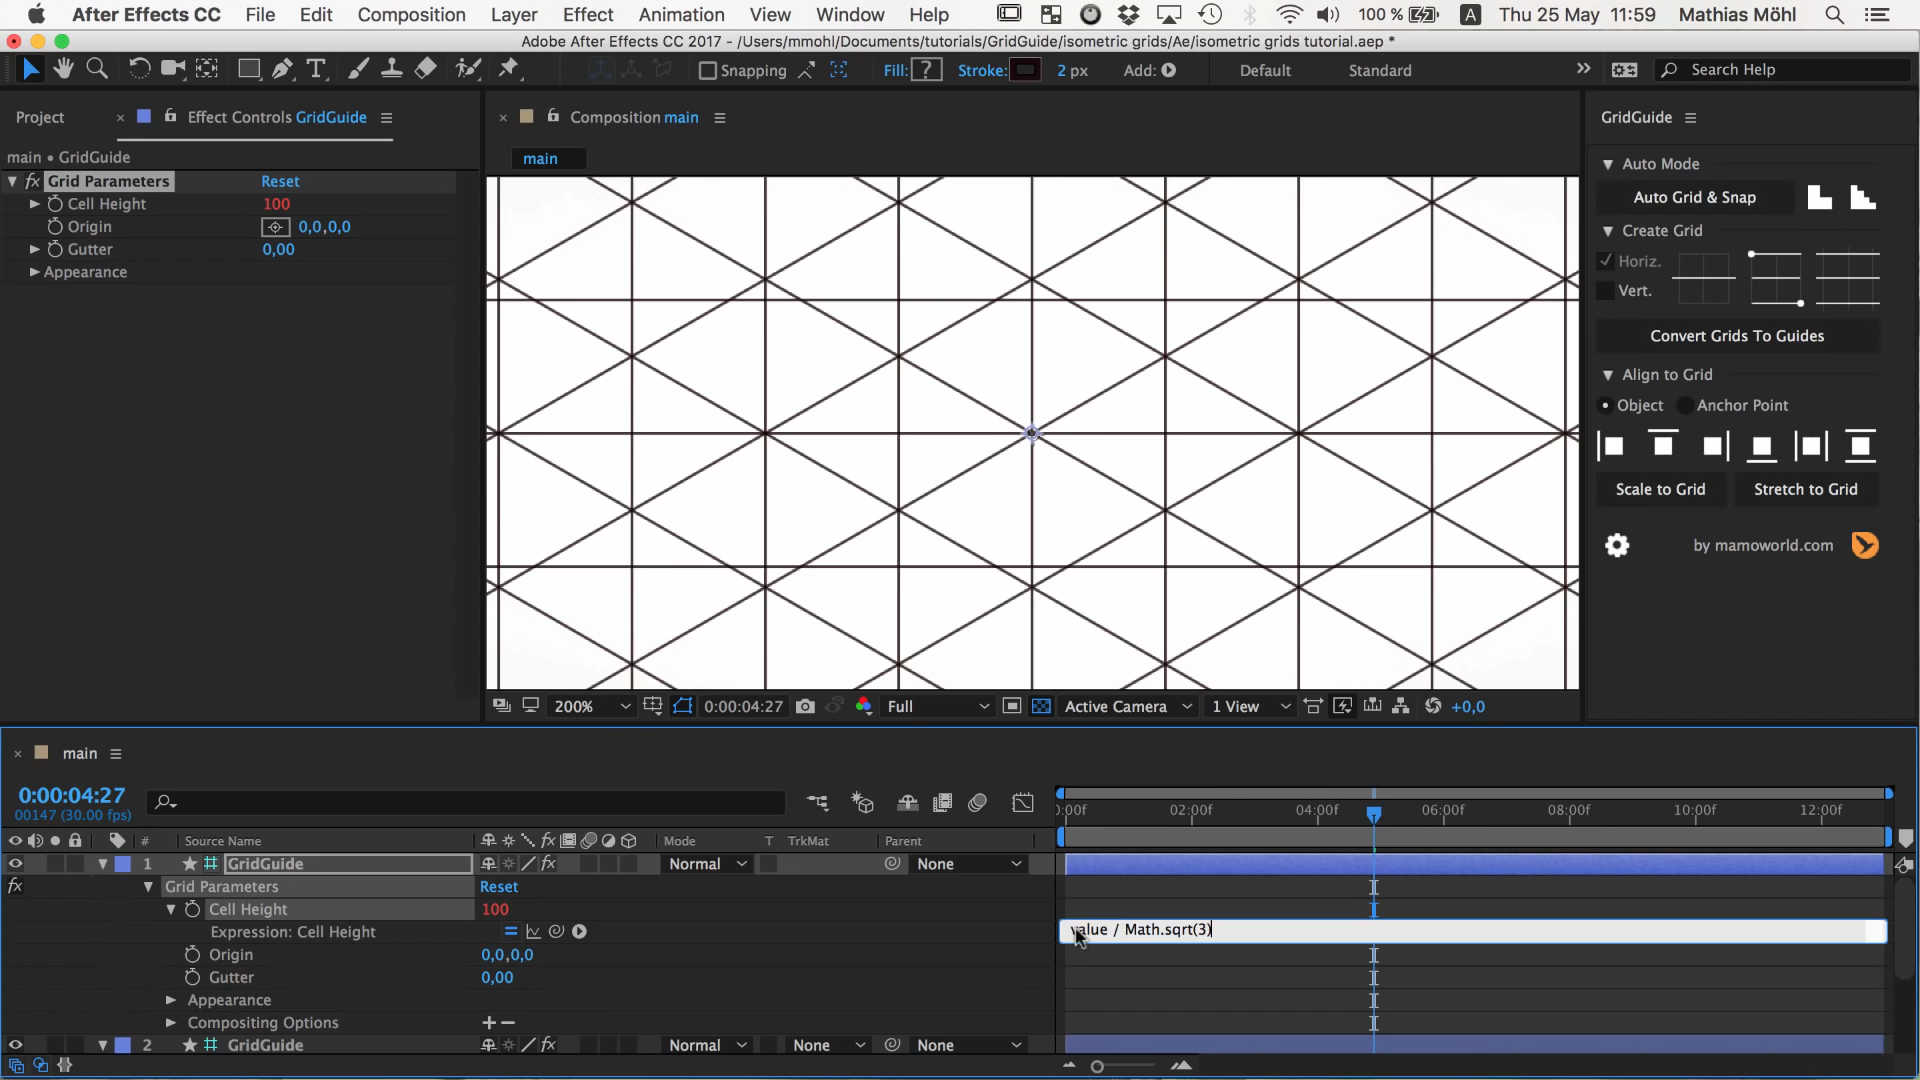 After Effects CC File Edit Composition Layer Effect Animation View Window Help 100 % A Thu 25 May 11:59 Mathias Möhl
Adobe After Effects CC 2017 - /Users/mmohl/Documents/tutorials/GridGuide/isometric grids/Ae/isometric grids tutorial.aep *
Snapping Fill: ? Stroke: 2 px Add: Default Standard Search Help
Project Effect Controls GridGuide
main • GridGuide
fx Grid Parameters Reset
Cell Height 100
Origin 0,0,0,0
Gutter 0,00
Appearance
Composition main
main
200% 0:00:04:27 Full Active Camera 1 View +0,0
GridGuide
Auto Mode
Auto Grid & Snap
Create Grid
Horiz.
Vert.
Convert Grids To Guides
Align to Grid
Object Anchor Point
Scale to Grid Stretch to Grid
by mamoworld.com
main
0:00:04:27
00147 (30.00 fps)
):00f 02:00f 04:00f 06:00f 08:00f 10:00f 12:00f
# Source Name fx Mode T TrkMat Parent
1 GridGuide fx Normal None
fx Grid Parameters Reset
Cell Height 100
Expression: Cell Height value / Math.sqrt(3)
Origin 0,0,0,0
Gutter 0,00
Appearance
Compositing Options
2 GridGuide fx Normal None None